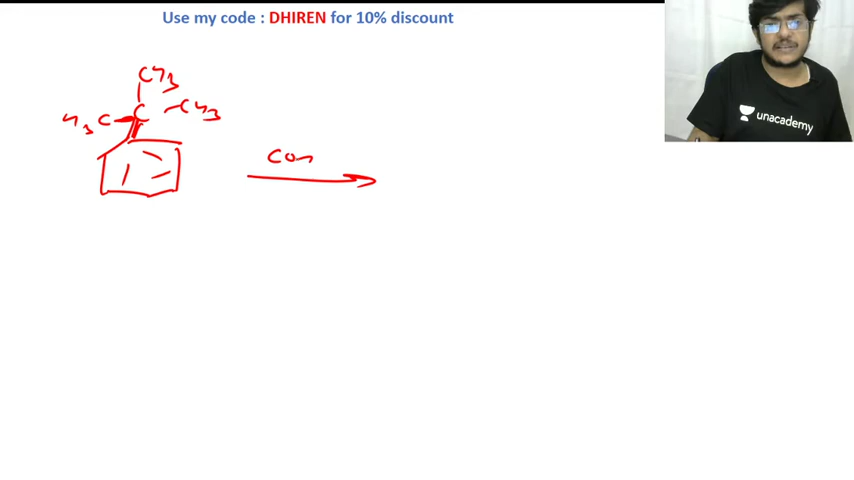 Use my code : DHIREN for 10% discount
CH3
H3C C CH3
con
unacademy